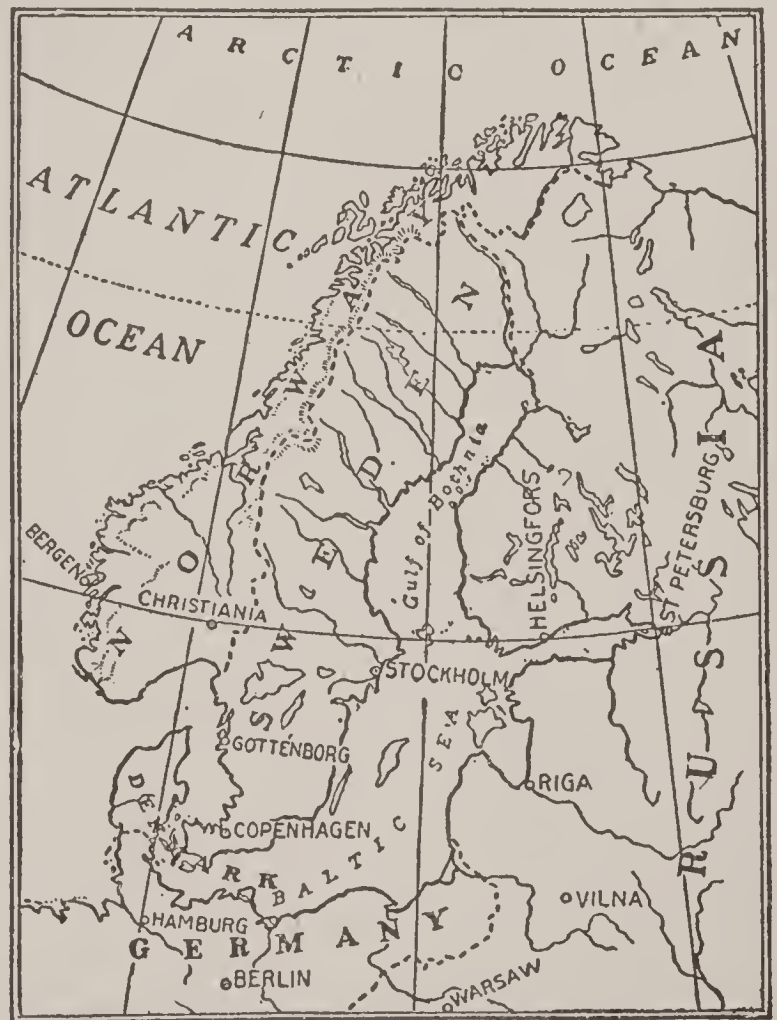 ARCTIC OCEAN
ATLANTIC
OCEAN
NORWAY
SWEDEN
Gulf of Bothnia
BERGEN
CHRISTIANIA
HELSINGFORS
ST PETERSBURG
RUSSIA
STOCKHOLM
GOTTENBORG
BALTIC SEA
RIGA
DENMARK
COPENHAGEN
VILNA
HAMBURG
GERMANY
BERLIN
WARSAW